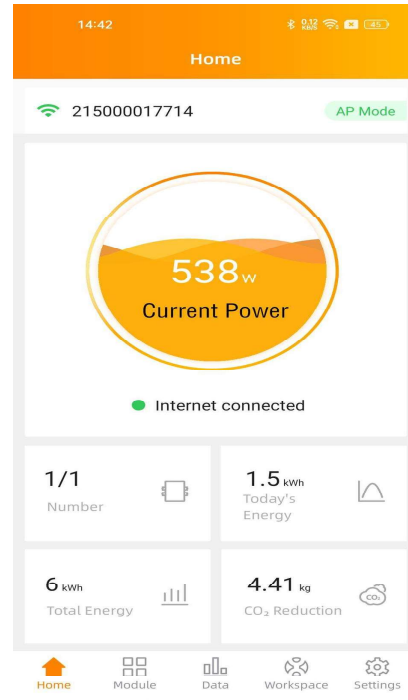 14:42
0.12 KB/S
45
Home
215000017714
AP Mode
538w
Current Power
Internet connected
1/1
Number
1.5 kWh
Today's
Energy
6 kWh
Total Energy
4.41 kg
CO₂ Reduction
CO₂
Home Module Data Workspace Settings